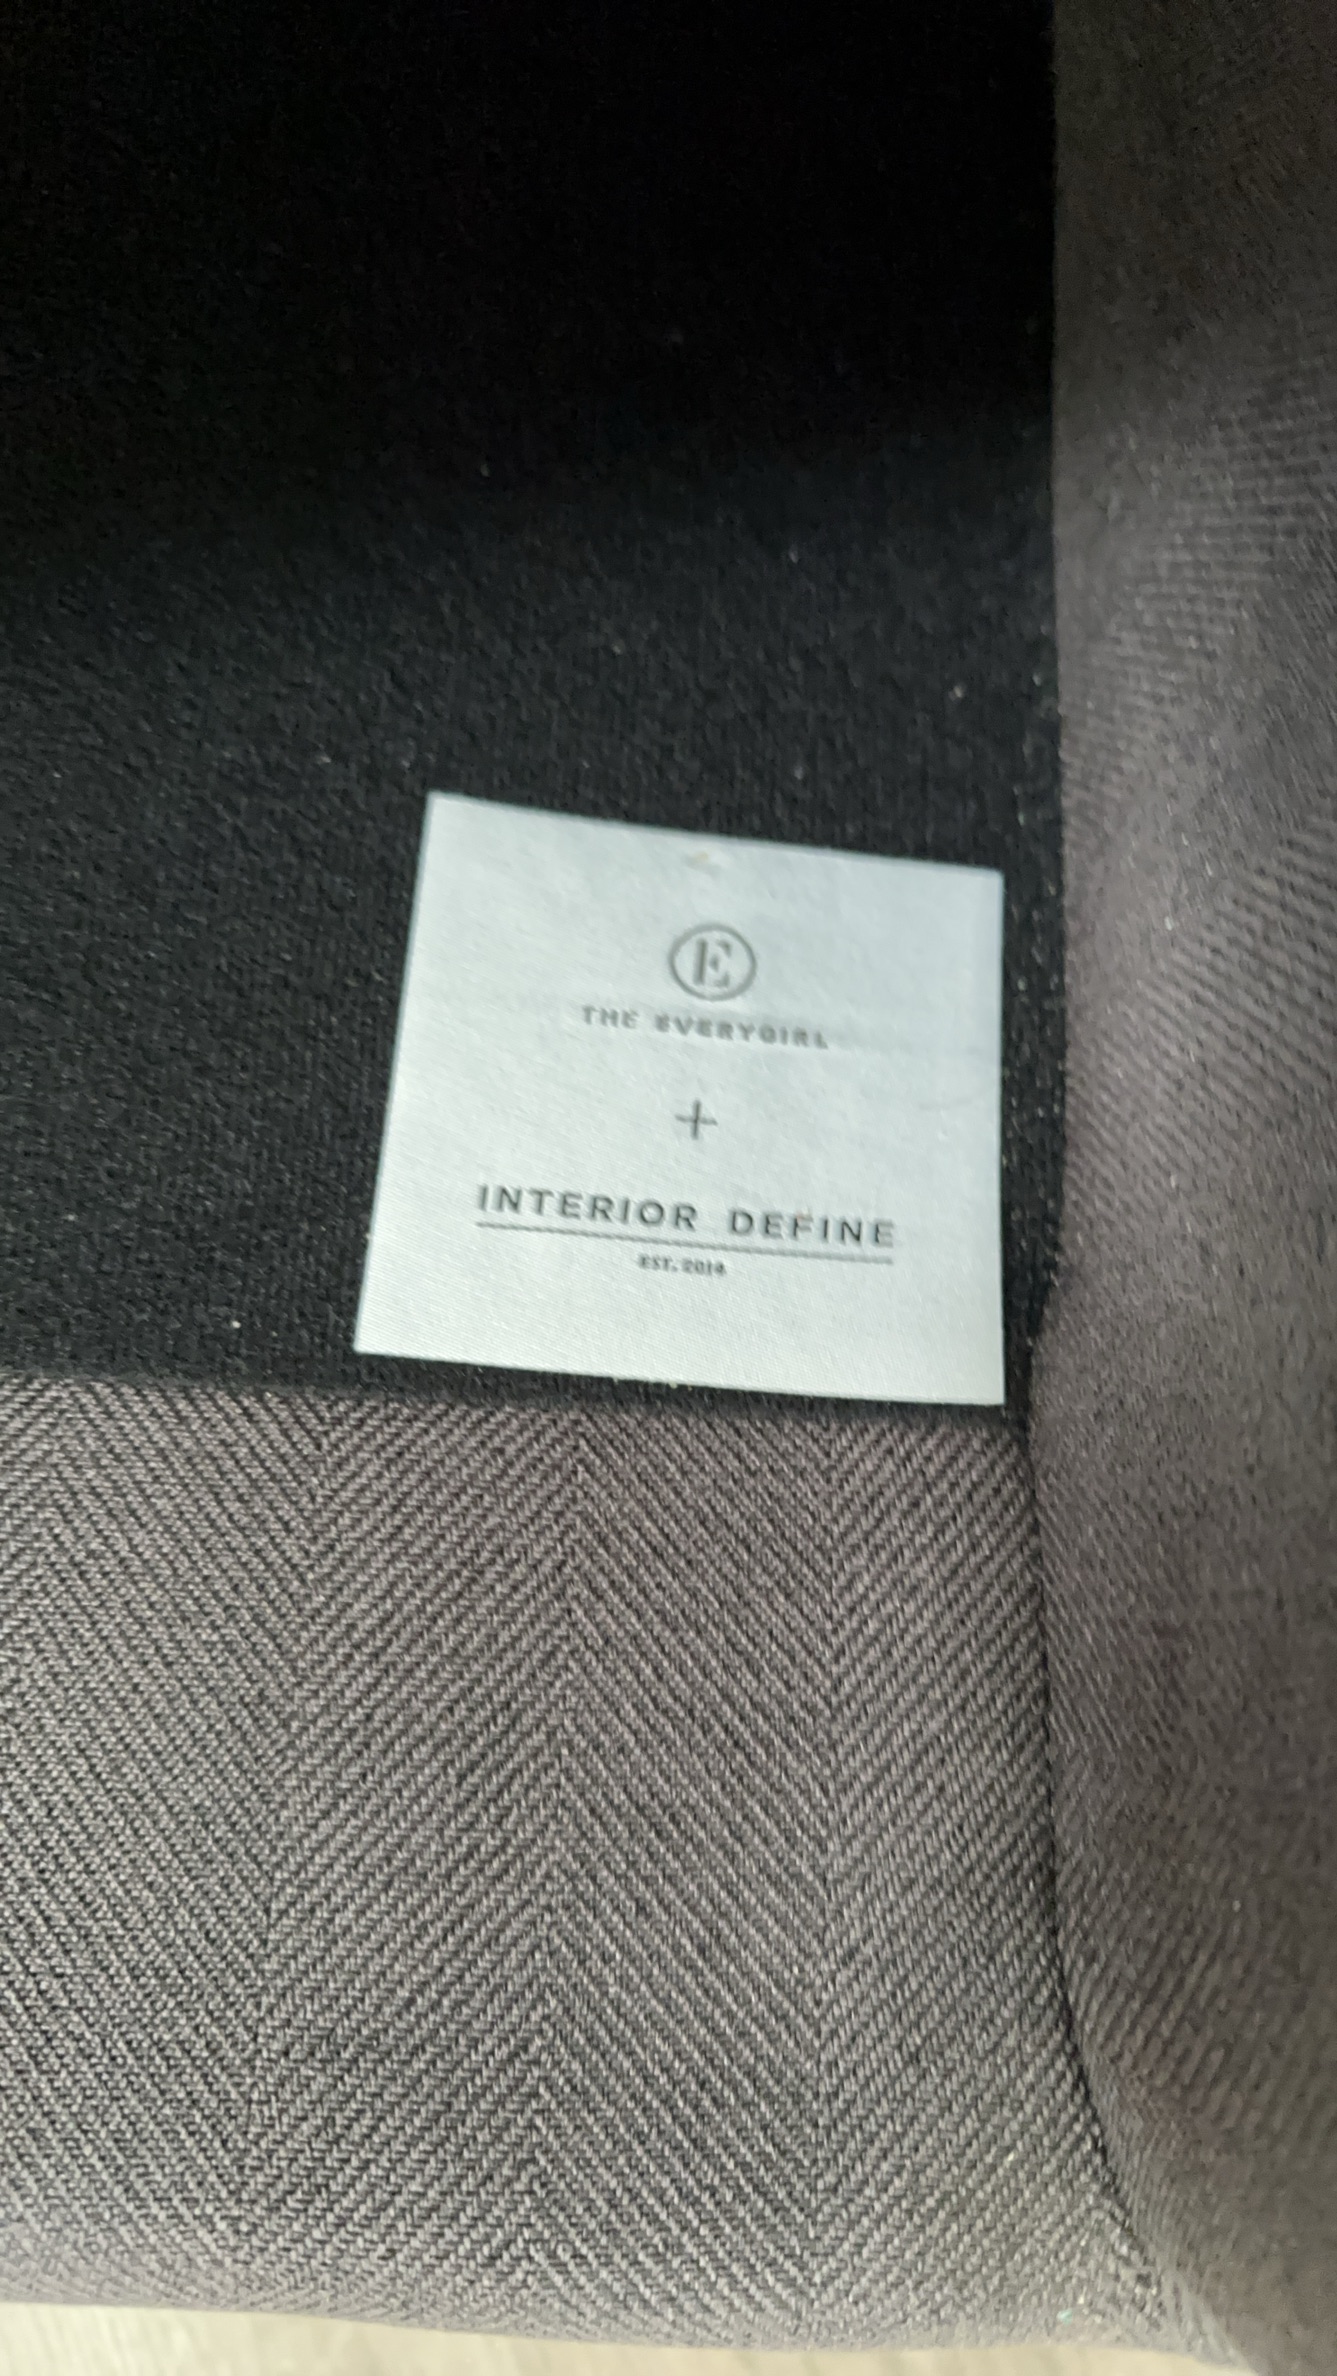 E
THE EVERYGIRL
+
INTERIOR DEFINE
EST. 2014